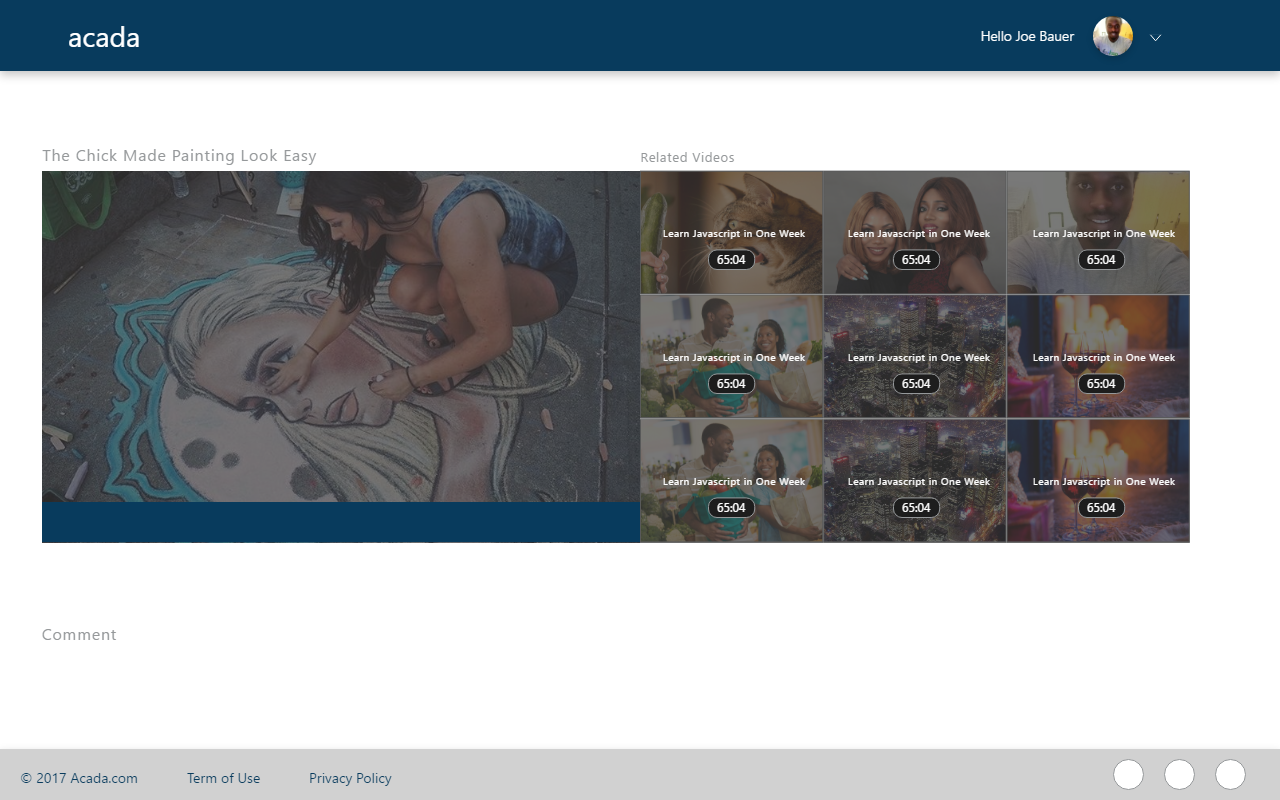 acada
Hello Joe Bauer
The Chick Made Painting Look Easy
Related Videos
Learn Javascript in One Week
65:04
Learn Javascript in One Week
65:04
Learn Javascript in One Week
65:04
Learn Javascript in One Week
65:04
Learn Javascript in One Week
65:04
Learn Javascript in One Week
65:04
Learn Javascript in One Week
65:04
Learn Javascript in One Week
65:04
Learn Javascript in One Week
65:04
Comment
© 2017 Acada.com
Term of Use
Privacy Policy